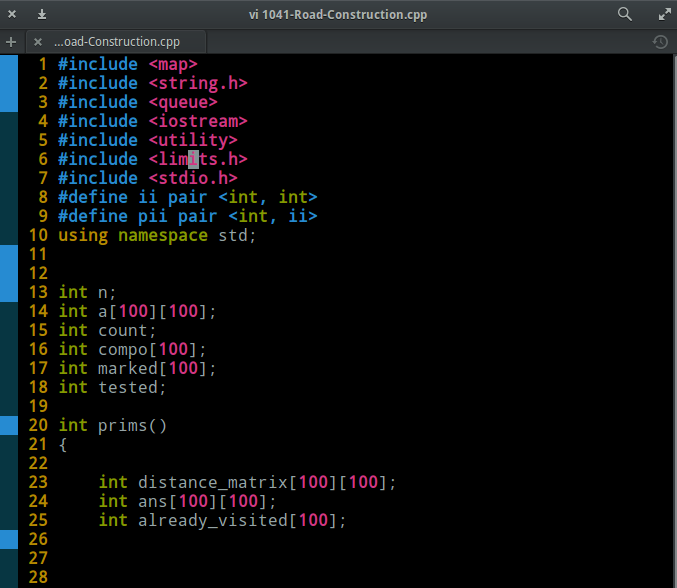 vi 1041-Road-Construction.cpp
...oad-Construction.cpp
1 #include <map>
2 #include <string.h>
3 #include <queue>
4 #include <iostream>
5 #include <utility>
6 #include <limits.h>
7 #include <stdio.h>
8 #define ii pair <int, int>
9 #define pii pair <int, ii>
10 using namespace std;
11
12
13 int n;
14 int a[100][100];
15 int count;
16 int compo[100];
17 int marked[100];
18 int tested;
19
20 int prims()
21 {
22
23     int distance_matrix[100][100];
24     int ans[100][100];
25     int already_visited[100];
26
27
28